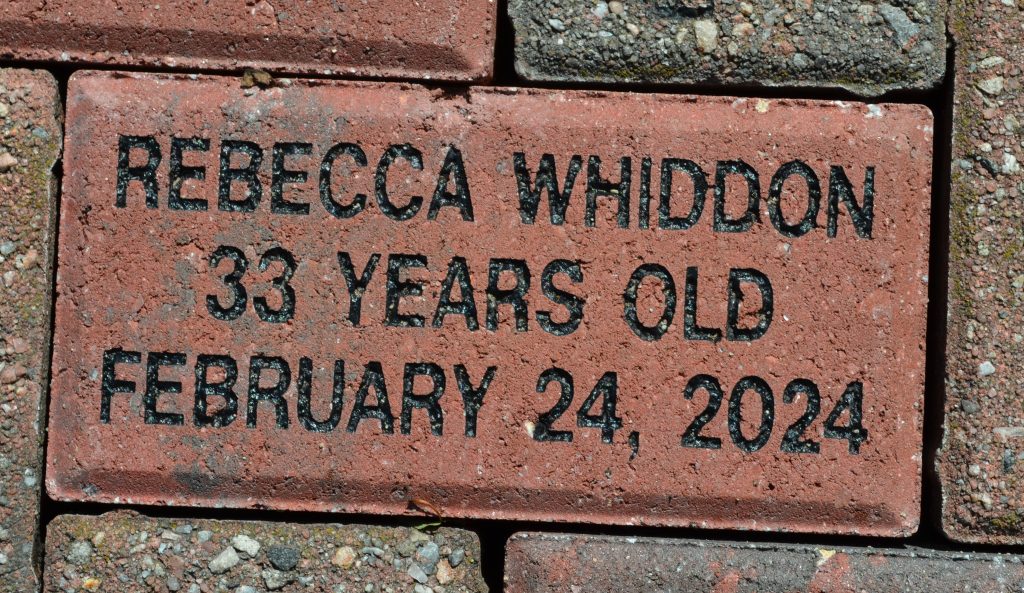 REBECCA WHIDDON
33 YEARS OLD
FEBRUARY 24, 2024